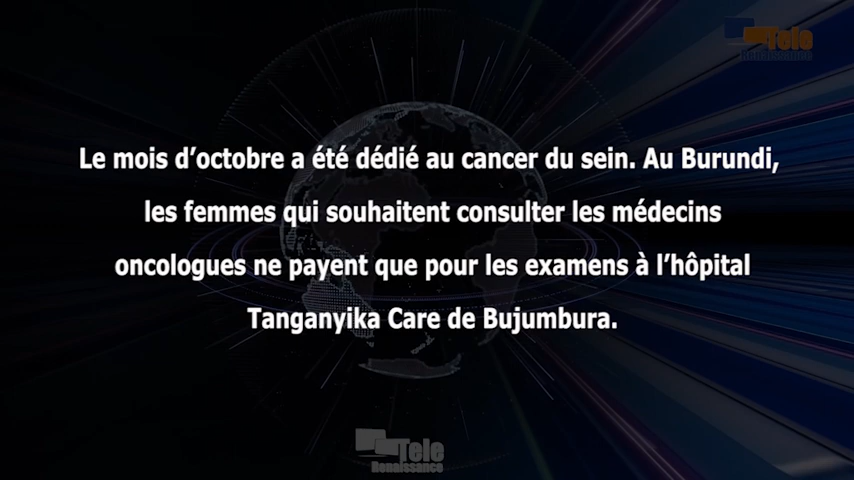 Tele
Renaissance
Le mois d’octobre a été dédié au cancer du sein. Au Burundi,
les femmes qui souhaitent consulter les médecins
oncologues ne payent que pour les examens à l’hôpital
Tanganyika Care de Bujumbura.
Tele
Renaissance